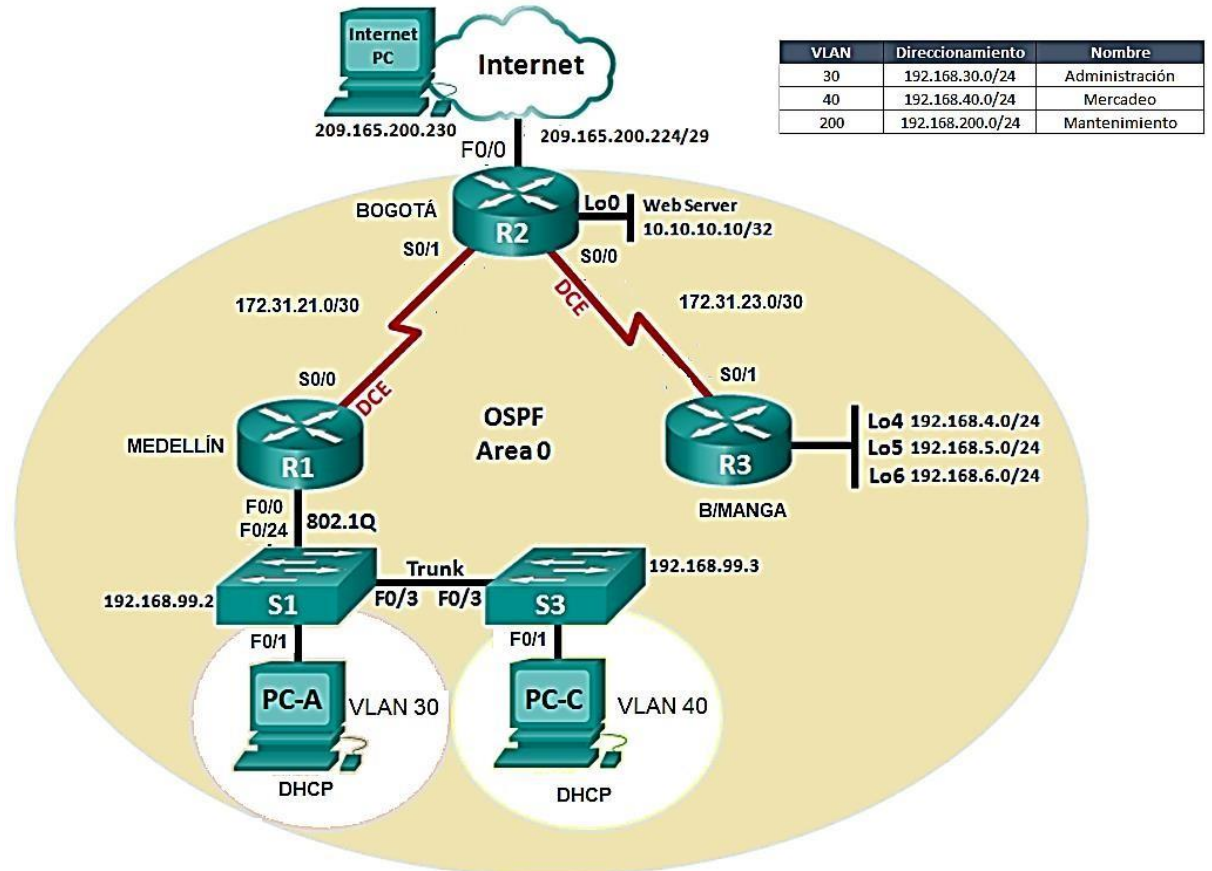 Internet
PC
Internet
209.165.200.230
209.165.200.224/29
F0/0
VLAN Direccionamiento Nombre
30 192.168.30.0/24 Administración
40 192.168.40.0/24 Mercadeo
200 192.168.200.0/24 Mantenimiento
BOGOTÁ
R2
Lo0
Web Server
10.10.10.10/32
S0/1
S0/0
DCE
172.31.21.0/30
172.31.23.0/30
S0/0
DCE
S0/1
OSPF
Area 0
MEDELLÍN
R1
R3
B/MANGA
Lo4 192.168.4.0/24
Lo5 192.168.5.0/24
Lo6 192.168.6.0/24
F0/0
F0/24
802.1Q
Trunk
192.168.99.3
192.168.99.2
S1
F0/3
F0/3
S3
F0/1
F0/1
PC-A
VLAN 30
PC-C
VLAN 40
DHCP
DHCP